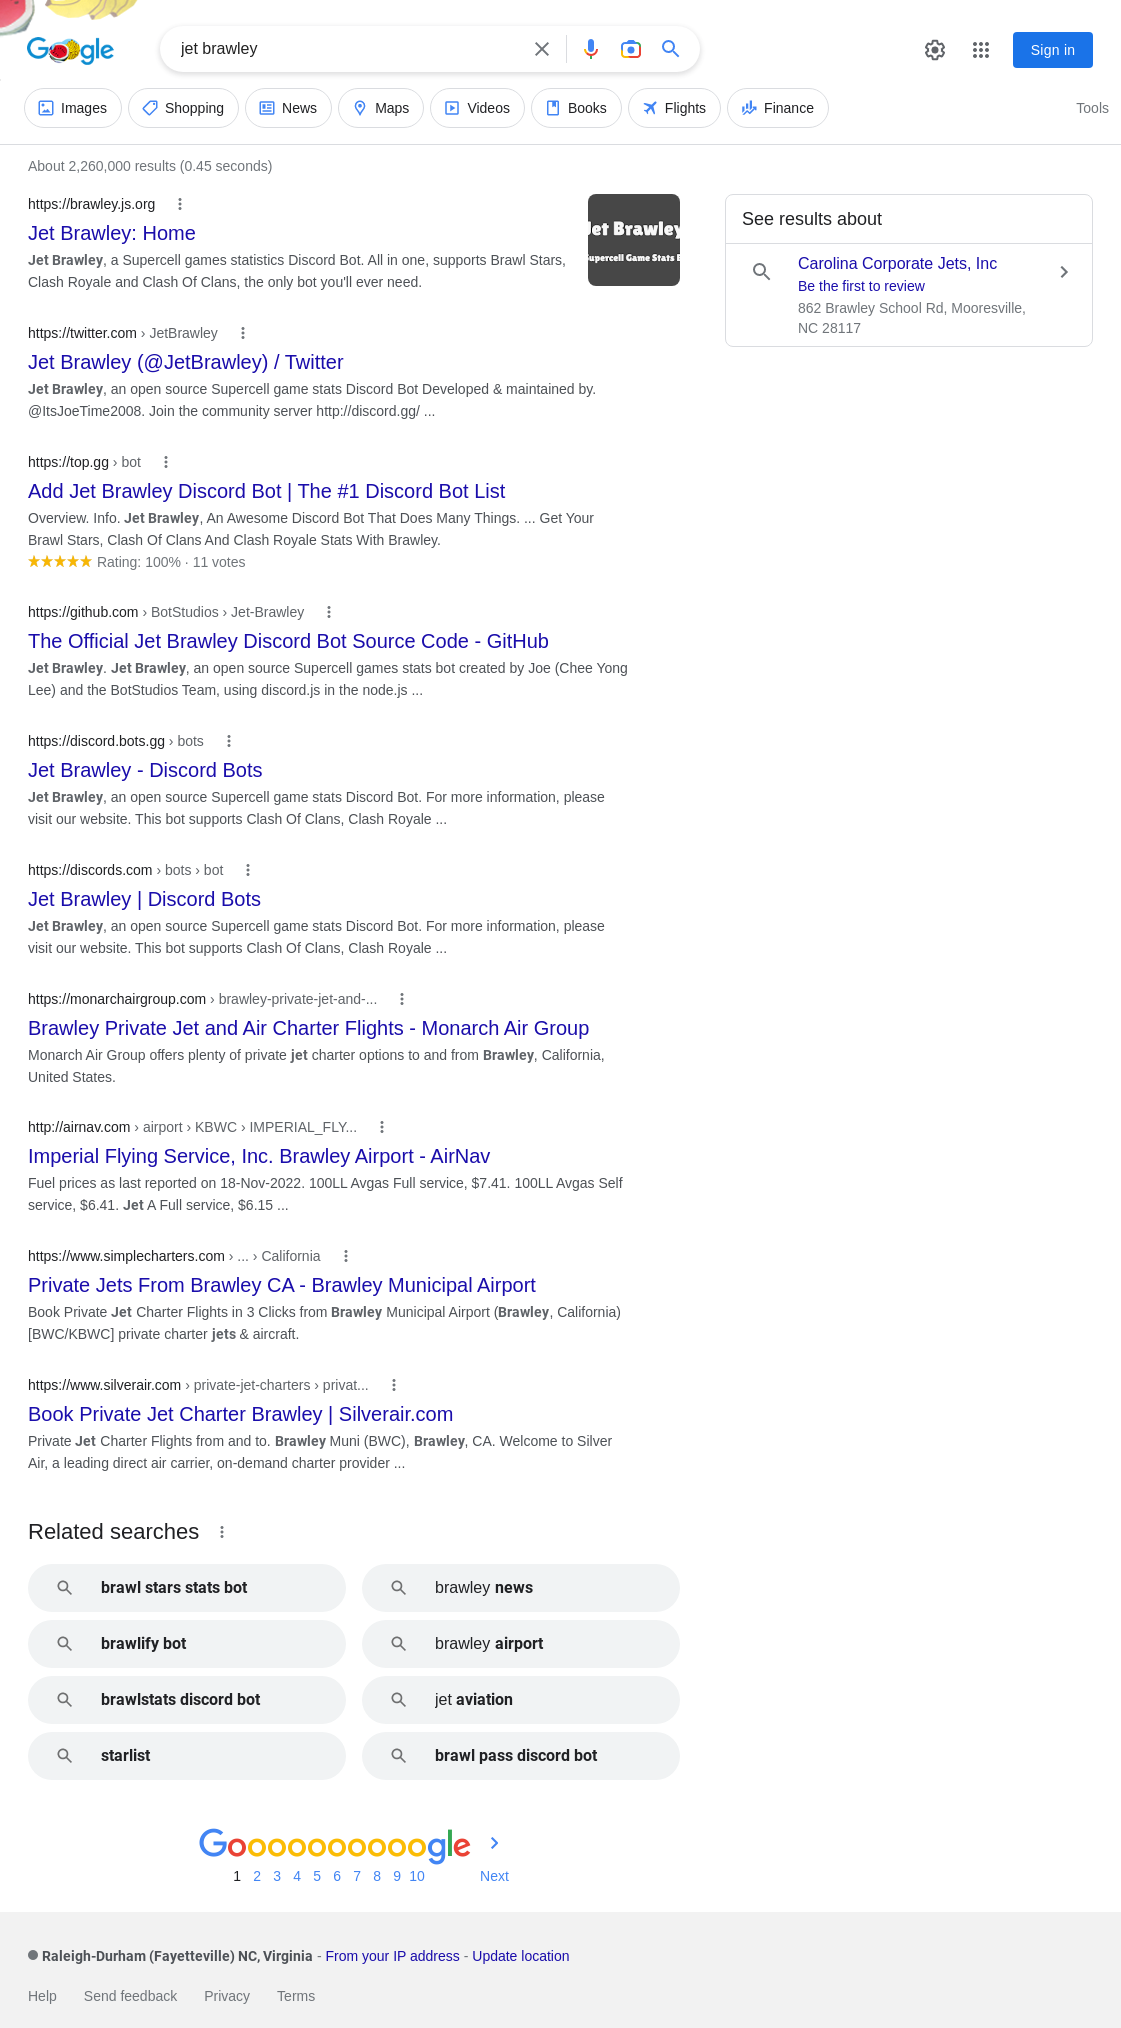 Google
jet brawley
Sign in
Images
Shopping
News
Maps
Videos
Books
Flights
Finance
Tools
About 2,260,000 results (0.45 seconds)
https://brawley.js.org
Jet Brawley: Home
Jet Brawley, a Supercell games statistics Discord Bot. All in one, supports Brawl Stars,
Clash Royale and Clash Of Clans, the only bot you'll ever need.
Jet Brawley
Supercell Game Stats B
See results about
Carolina Corporate Jets, Inc
Be the first to review
862 Brawley School Rd, Mooresville,
NC 28117
https://twitter.com › JetBrawley
Jet Brawley (@JetBrawley) / Twitter
Jet Brawley, an open source Supercell game stats Discord Bot Developed & maintained by.
@ItsJoeTime2008. Join the community server http://discord.gg/ ...
https://top.gg › bot
Add Jet Brawley Discord Bot | The #1 Discord Bot List
Overview. Info. Jet Brawley, An Awesome Discord Bot That Does Many Things. ... Get Your
Brawl Stars, Clash Of Clans And Clash Royale Stats With Brawley.
Rating: 100% · 11 votes
https://github.com › BotStudios › Jet-Brawley
The Official Jet Brawley Discord Bot Source Code - GitHub
Jet Brawley. Jet Brawley, an open source Supercell games stats bot created by Joe (Chee Yong
Lee) and the BotStudios Team, using discord.js in the node.js ...
https://discord.bots.gg › bots
Jet Brawley - Discord Bots
Jet Brawley, an open source Supercell game stats Discord Bot. For more information, please
visit our website. This bot supports Clash Of Clans, Clash Royale ...
https://discords.com › bots › bot
Jet Brawley | Discord Bots
Jet Brawley, an open source Supercell game stats Discord Bot. For more information, please
visit our website. This bot supports Clash Of Clans, Clash Royale ...
https://monarchairgroup.com › brawley-private-jet-and-...
Brawley Private Jet and Air Charter Flights - Monarch Air Group
Monarch Air Group offers plenty of private jet charter options to and from Brawley, California,
United States.
http://airnav.com › airport › KBWC › IMPERIAL_FLY...
Imperial Flying Service, Inc. Brawley Airport - AirNav
Fuel prices as last reported on 18-Nov-2022. 100LL Avgas Full service, $7.41. 100LL Avgas Self
service, $6.41. Jet A Full service, $6.15 ...
https://www.simplecharters.com › ... › California
Private Jets From Brawley CA - Brawley Municipal Airport
Book Private Jet Charter Flights in 3 Clicks from Brawley Municipal Airport (Brawley, California)
[BWC/KBWC] private charter jets & aircraft.
https://www.silverair.com › private-jet-charters › privat...
Book Private Jet Charter Brawley | Silverair.com
Private Jet Charter Flights from and to. Brawley Muni (BWC), Brawley, CA. Welcome to Silver
Air, a leading direct air carrier, on-demand charter provider ...
Related searches
brawl stars stats bot
brawley news
brawlify bot
brawley airport
brawlstats discord bot
jet aviation
starlist
brawl pass discord bot
Goooooooooogle
1 2 3 4 5 6 7 8 9 10 Next
Raleigh-Durham (Fayetteville) NC, Virginia - From your IP address - Update location
Help Send feedback Privacy Terms